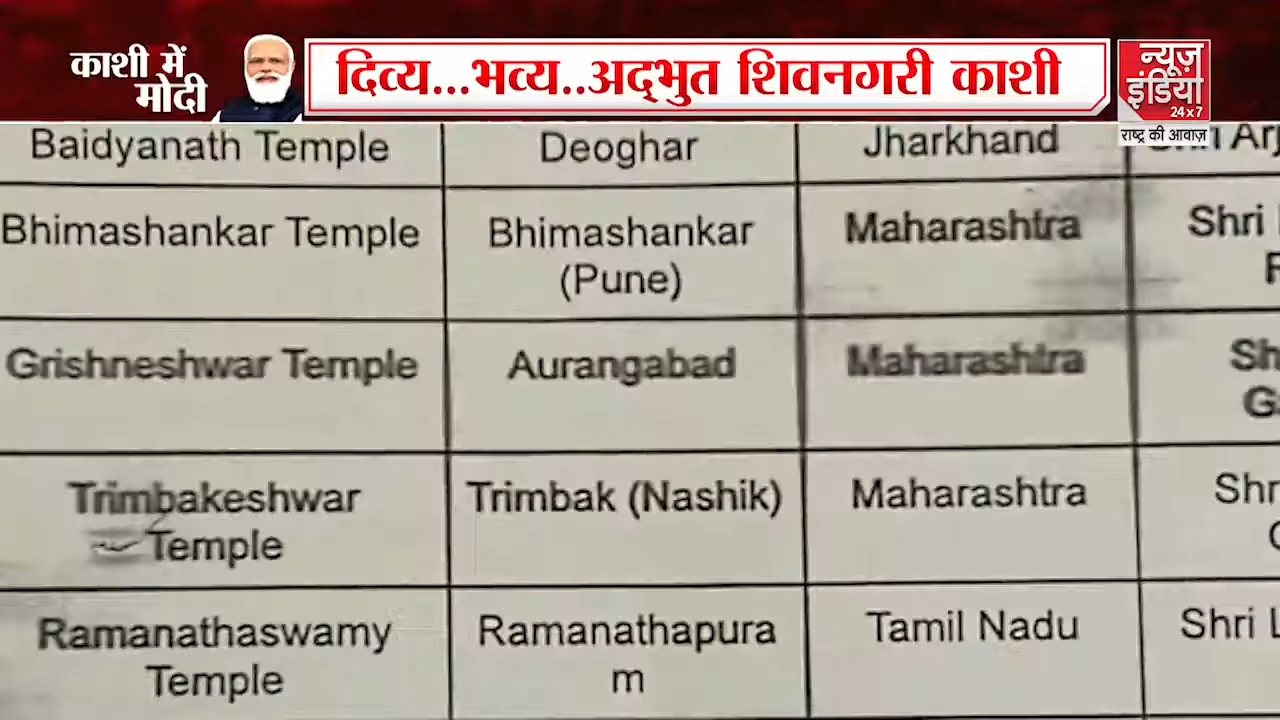 काशी में
मोदी
दिव्य...भव्य..अद्भुत शिवनगरी काशी
न्यूज़
इंडिया
24x7
राष्ट्र की आवाज़
Baidyanath Temple
Deoghar
Jharkhand
Bhimashankar Temple
Bhimashankar
(Pune)
Maharashtra
Shri
Grishneshwar Temple
Aurangabad
Maharashtra
Trimbakeshwar
Temple
Trimbak (Nashik)
Maharashtra
Ramanathaswamy
Temple
Ramanathapura
m
Tamil Nadu
Shri